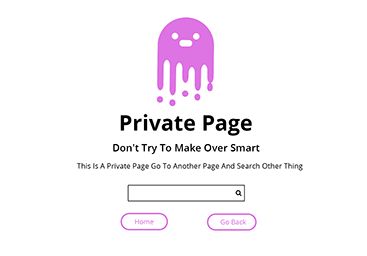 Private Page
Don't Try To Make Over Smart
This Is A Private Page Go To Another Page And Search Other Thing
Home
Go Back